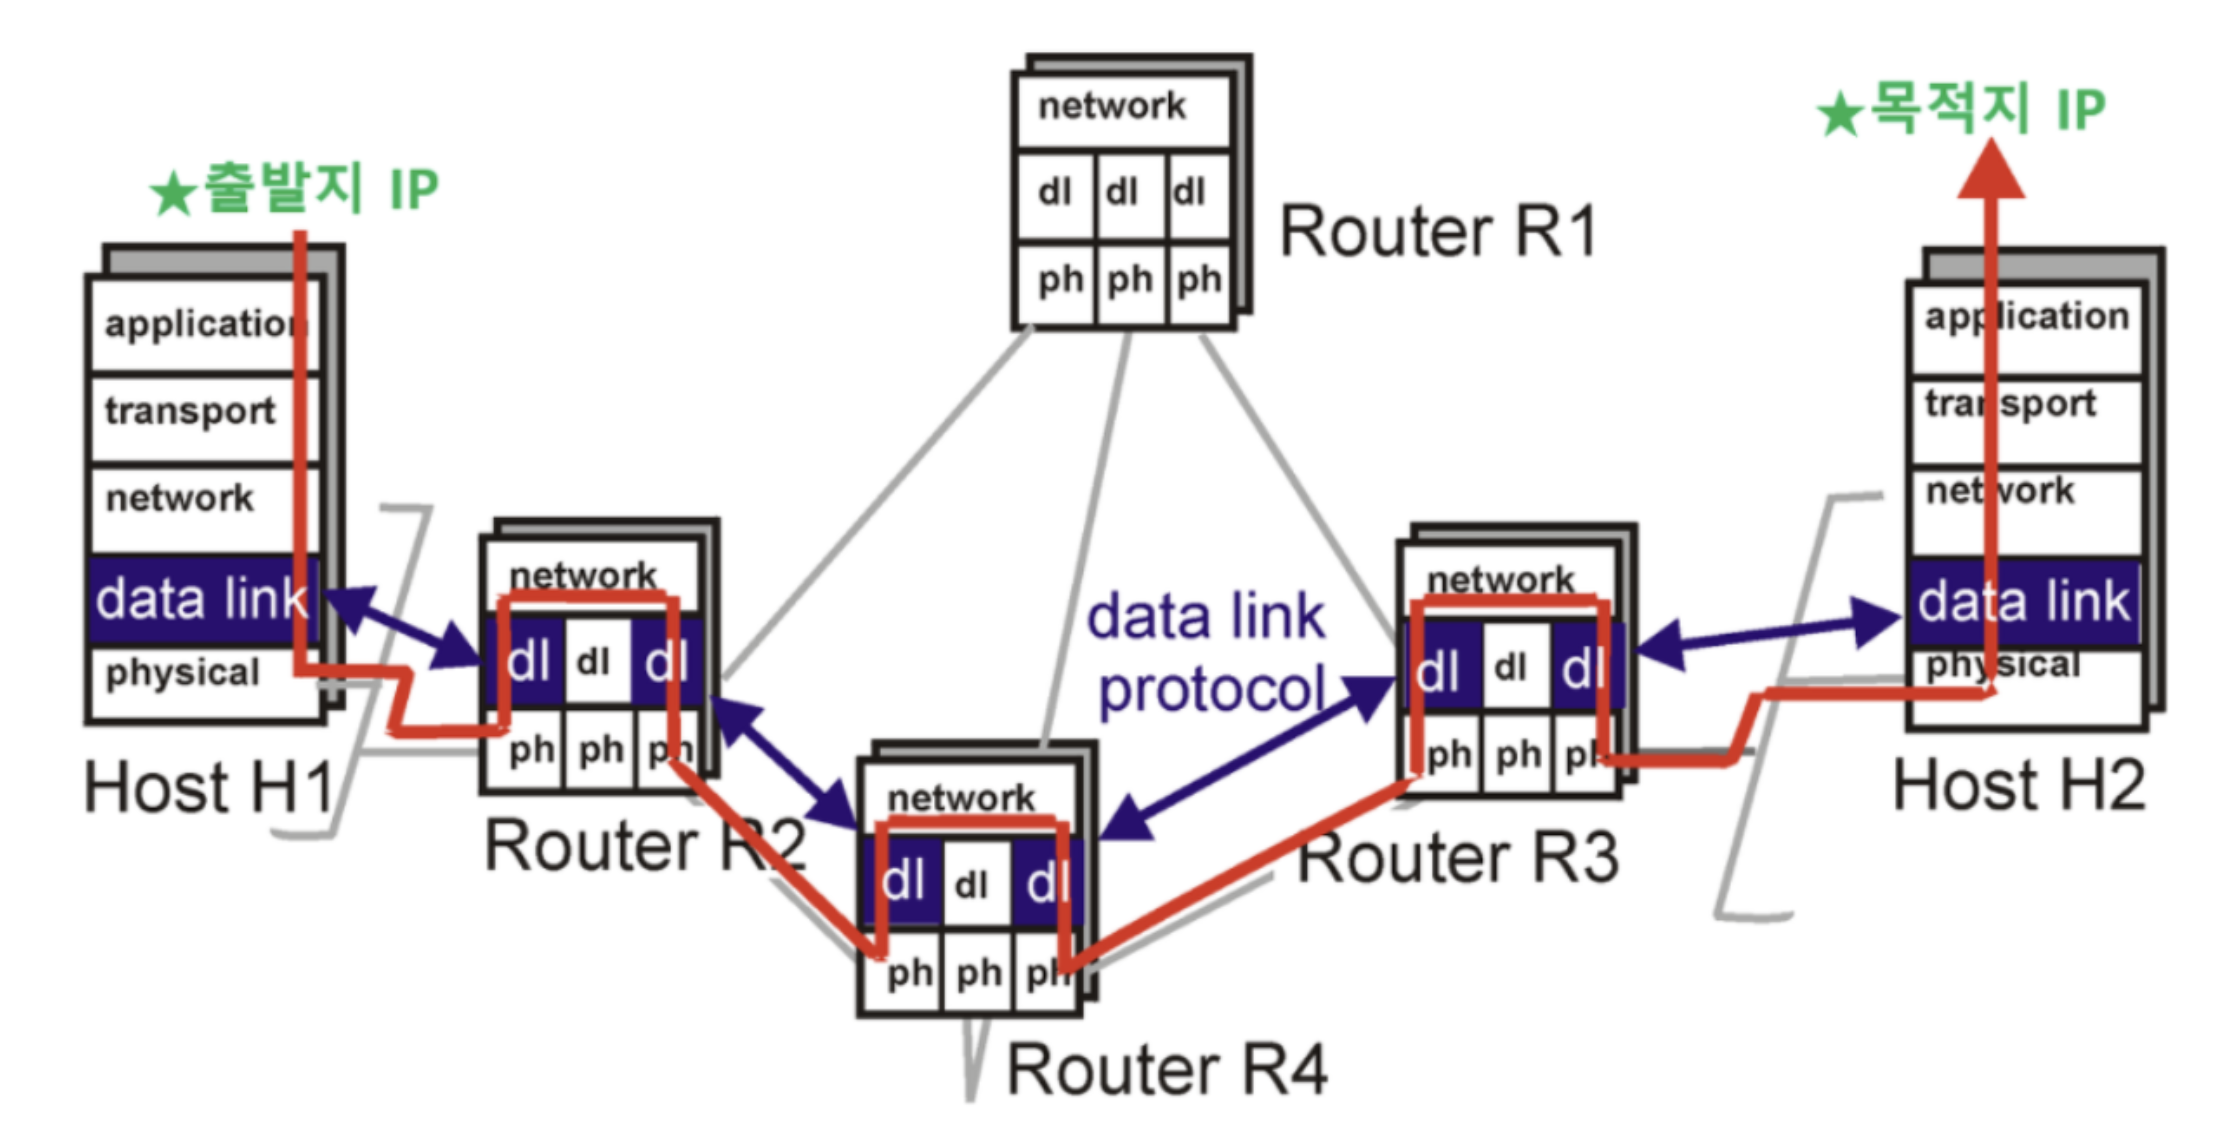 ★출발지 IP
application
transport
network
data link
physical
Host H1
network
dl dl dl
ph ph ph
Router R2
network
dl dl dl
ph ph ph
Router R1
data link
protocol
network
dl dl dl
ph ph ph
Router R4
network
dl dl dl
ph ph ph
Router R3
★목적지 IP
application
transport
network
data link
physical
Host H2